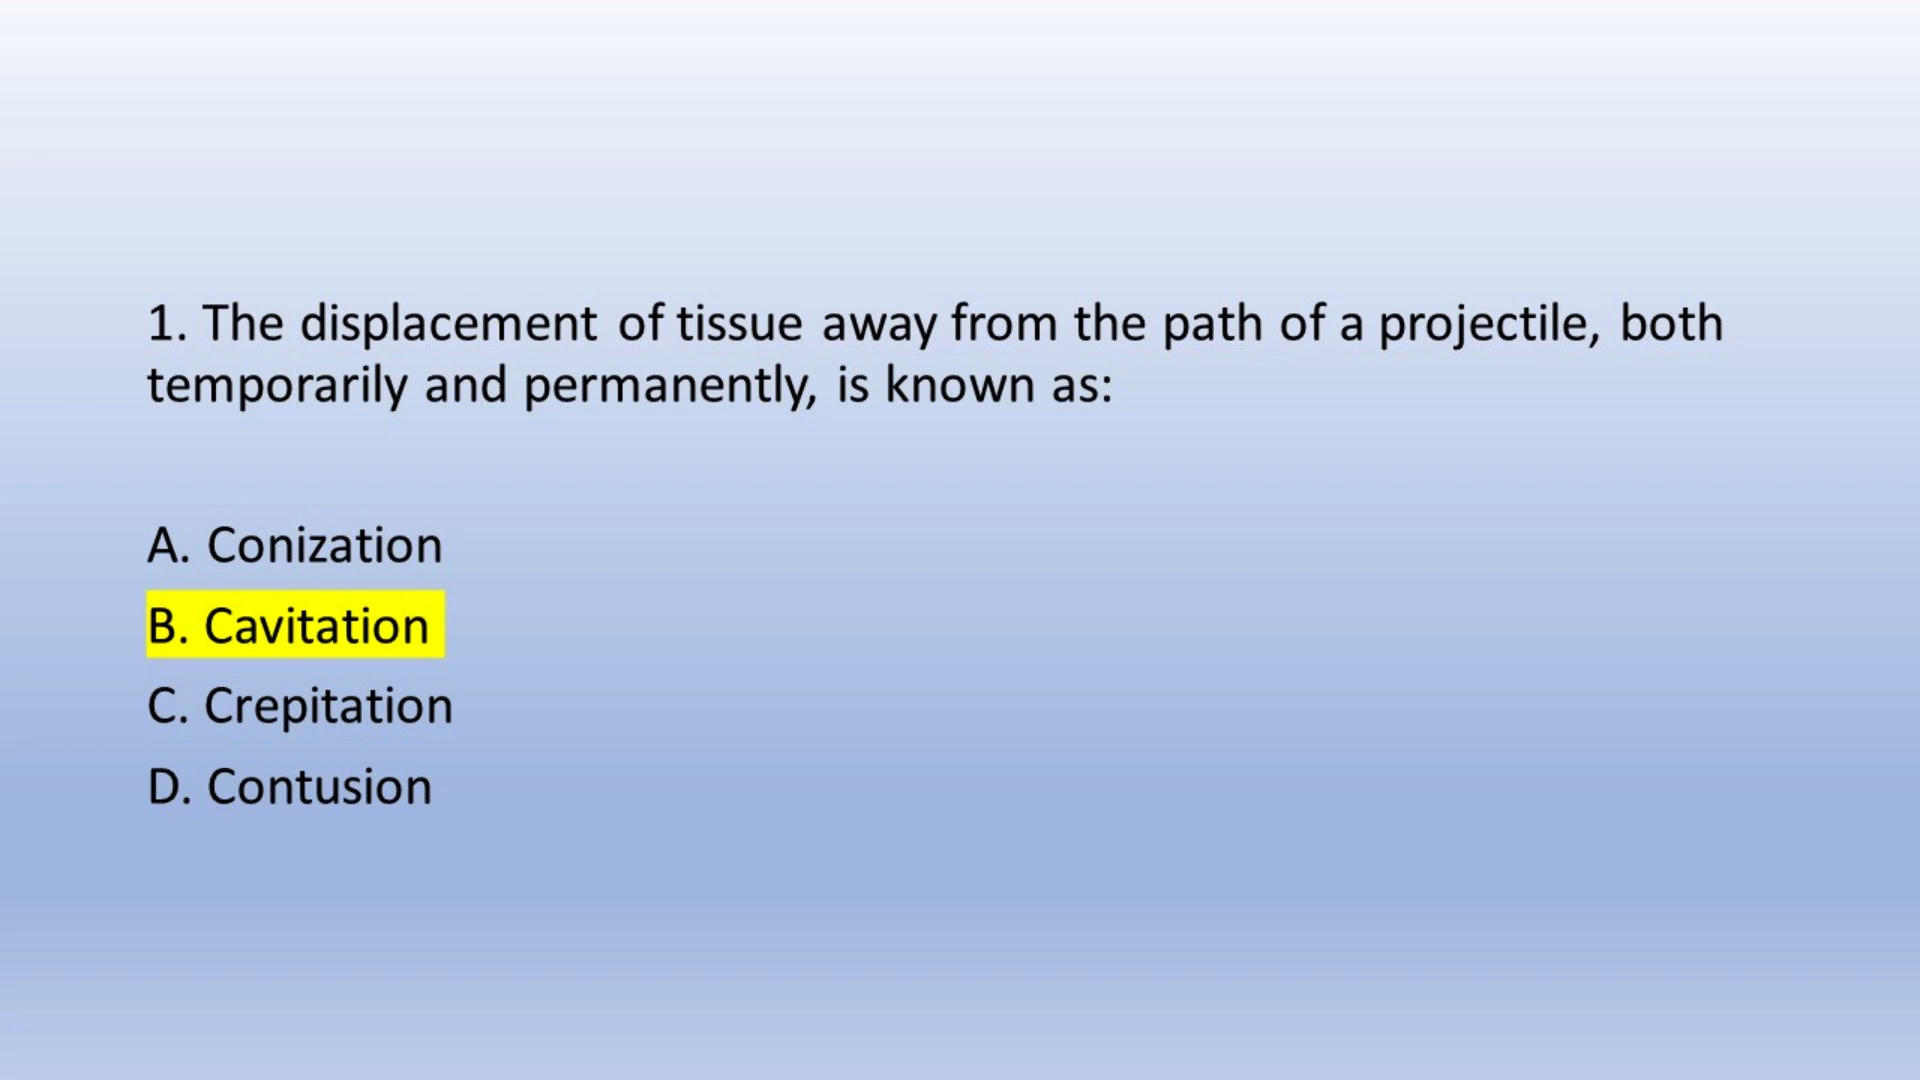 1. The displacement of tissue away from the path of a projectile, both
temporarily and permanently, is known as:
A. Conization
B. Cavitation
C. Crepitation
D. Contusion